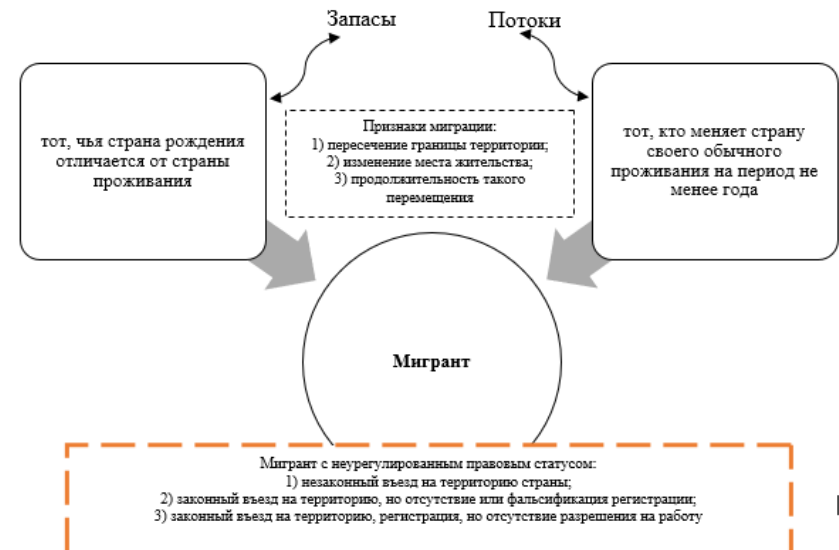 Запасы
Потоки
тот, чья страна рождения
отличается от страны
проживания
Признаки миграции:
1) пересечение границы территории;
2) изменение места жительства;
3) продолжительность такого
перемещения
тот, кто меняет страну
своего обычного
проживания на период не
менее года
Мигрант
Мигрант с неурегулированным правовым статусом:
1) незаконный въезд на территорию страны;
2) законный въезд на территорию, но отсутствие или фальсификация регистрации;
3) законный въезд на территорию, регистрация, но отсутствие разрешения на работу